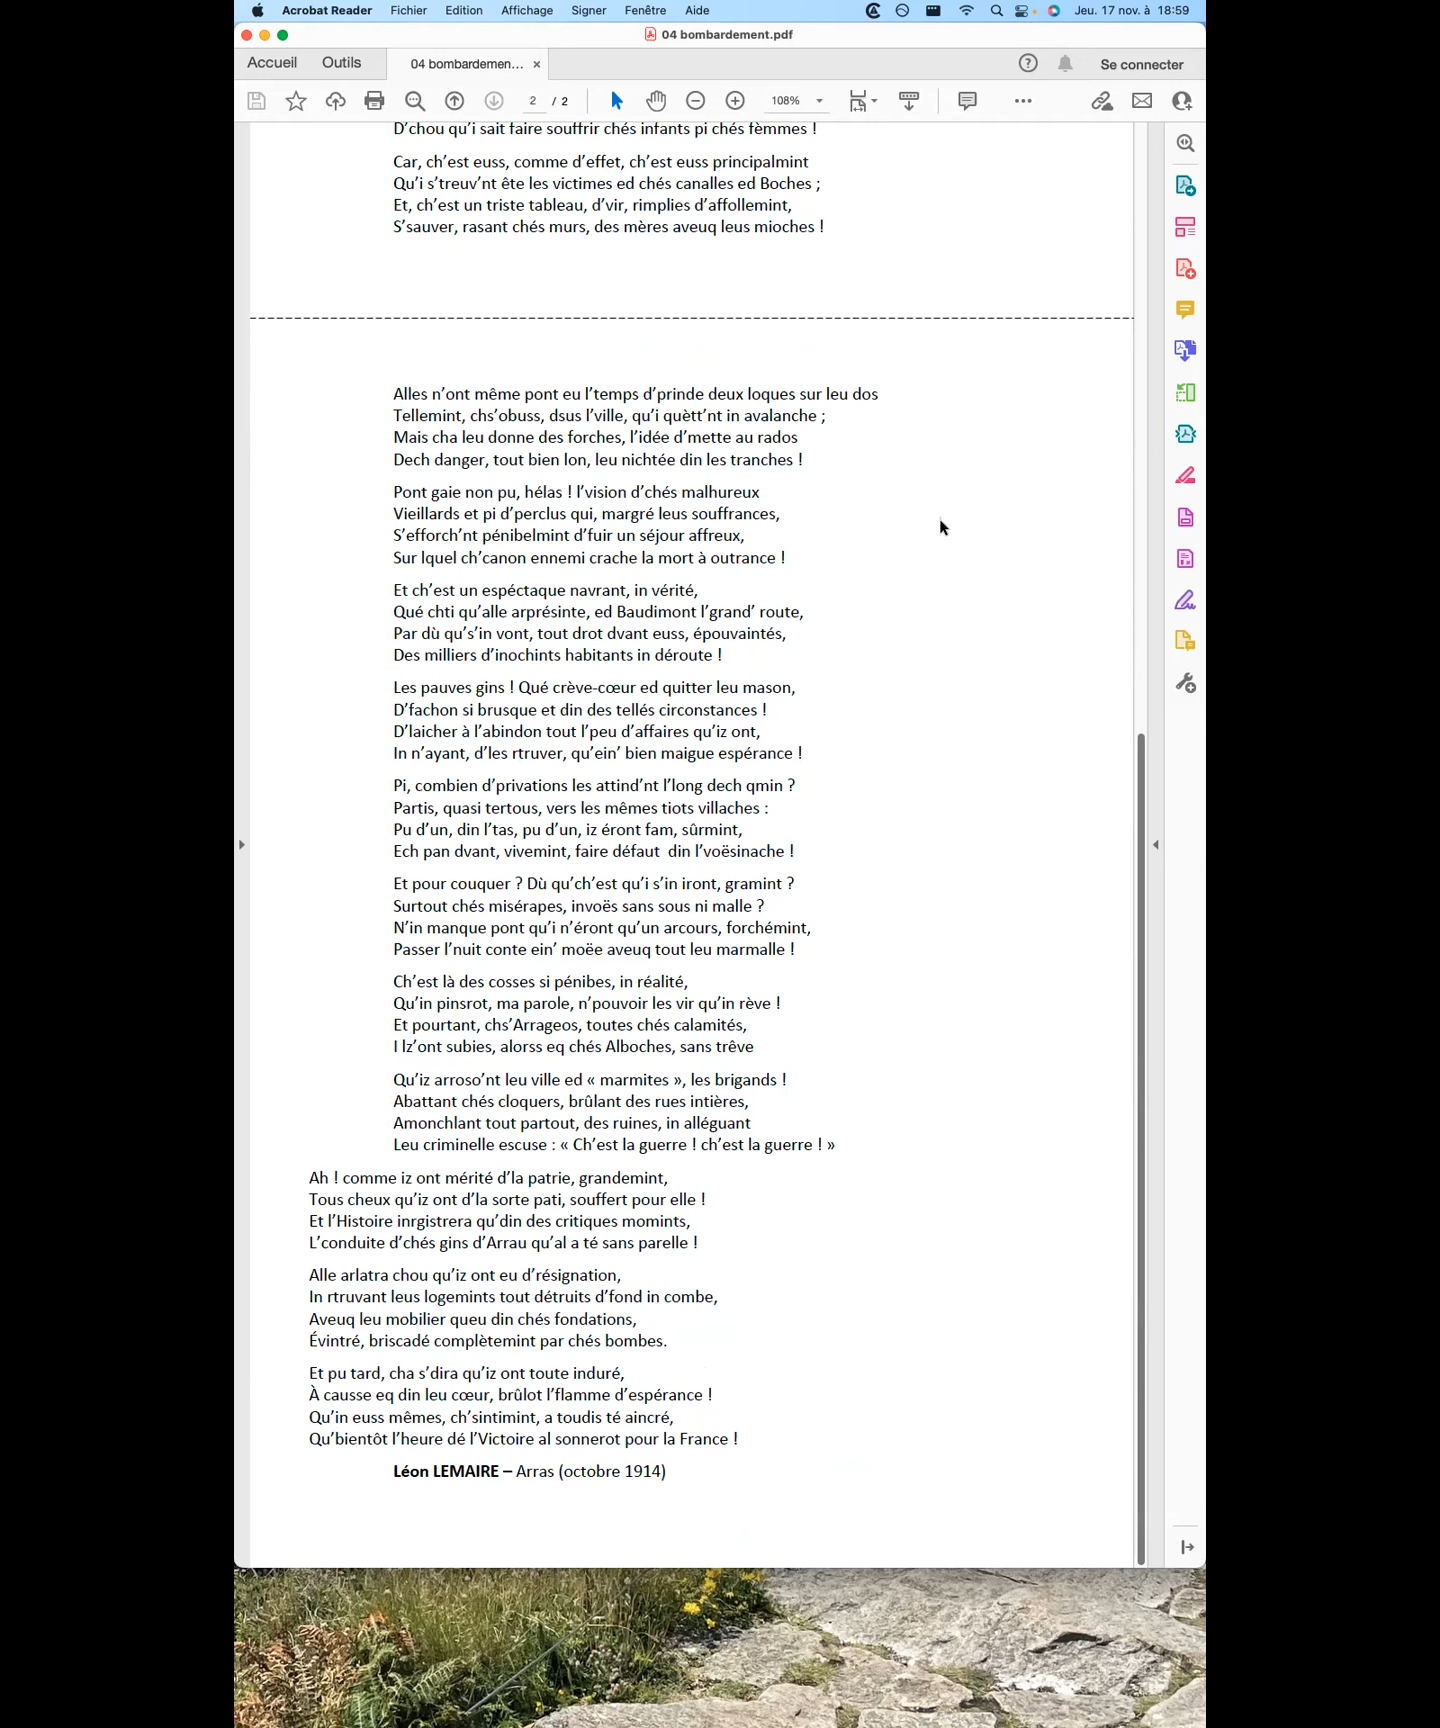 Acrobat Reader Fichier Edition Affichage Signer Fenêtre Aide Jeu. 17 nov. à 18:59
04 bombardement.pdf
Accueil Outils 04 bombardemen... × Se connecter
2 / 2 108%
D’chou qu’i sait faire souffrir chés infants pi chés fèmmes !
Car, ch’est euss, comme d’effet, ch’est euss principalmint
Qu’i s’treuv’nt ête les victimes ed chés canalles ed Boches ;
Et, ch’est un triste tableau, d’vir, rimplies d’affollemint,
S’sauver, rasant chés murs, des mères aveuq leus mioches !
Alles n’ont même pont eu l’temps d’prinde deux loques sur leu dos
Tellemint, chs’obuss, dsus l’ville, qu’i quètt’nt in avalanche ;
Mais cha leu donne des forches, l’idée d’mette au rados
Dech danger, tout bien lon, leu nichtée din les tranches !
Pont gaie non pu, hélas ! l’vision d’chés malhureux
Vieillards et pi d’perclus qui, margré leus souffrances,
S’efforch’nt pénibelmint d’fuir un séjour affreux,
Sur lquel ch’canon ennemi crache la mort à outrance !
Et ch’est un espéctaque navrant, in vérité,
Qué chti qu’alle arprésinte, ed Baudimont l’grand’ route,
Par dù qu’s’in vont, tout drot dvant euss, épouvaintés,
Des milliers d’inochints habitants in déroute !
Les pauves gins ! Qué crève-cœur ed quitter leu mason,
D’fachon si brusque et din des tellés circonstances !
D’laicher à l’abindon tout l’peu d’affaires qu’iz ont,
In n’ayant, d’les rtruver, qu’ein’ bien maigue espérance !
Pi, combien d’privations les attind’nt l’long dech qmin ?
Partis, quasi tertous, vers les mêmes tiots villaches :
Pu d’un, din l’tas, pu d’un, iz éront fam, sûrmint,
Ech pan dvant, vivemint, faire défaut din l’voësinache !
Et pour couquer ? Dù qu’ch’est qu’i s’in iront, gramint ?
Surtout chés misérapes, invoës sans sous ni malle ?
N’in manque pont qu’i n’éront qu’un arcours, forchémint,
Passer l’nuit conte ein’ moëe aveuq tout leu marmalle !
Ch’est là des cosses si pénibes, in réalité,
Qu’in pinsrot, ma parole, n’pouvoir les vir qu’in rève !
Et pourtant, chs’Arrageos, toutes chés calamités,
I lz’ont subies, alorss eq chés Alboches, sans trêve
Qu’iz arroso’nt leu ville ed « marmites », les brigands !
Abattant chés cloquers, brûlant des rues intières,
Amonchlant tout partout, des ruines, in alléguant
Leu criminelle escuse : « Ch’est la guerre ! ch’est la guerre ! »
Ah ! comme iz ont mérité d’la patrie, grandemint,
Tous cheux qu’iz ont d’la sorte pati, souffert pour elle !
Et l’Histoire inrgistrera qu’din des critiques momints,
L’conduite d’chés gins d’Arrau qu’al a té sans parelle !
Alle arlatra chou qu’iz ont eu d’résignation,
In rtruvant leus logemints tout détruits d’fond in combe,
Aveuq leu mobilier queu din chés fondations,
Évintré, briscadé complètemint par chés bombes.
Et pu tard, cha s’dira qu’iz ont toute induré,
À causse eq din leu cœur, brûlot l’flamme d’espérance !
Qu’in euss mêmes, ch’sintimint, a toudis té aincré,
Qu’bientôt l’heure dé l’Victoire al sonnerot pour la France !
Léon LEMAIRE – Arras (octobre 1914)